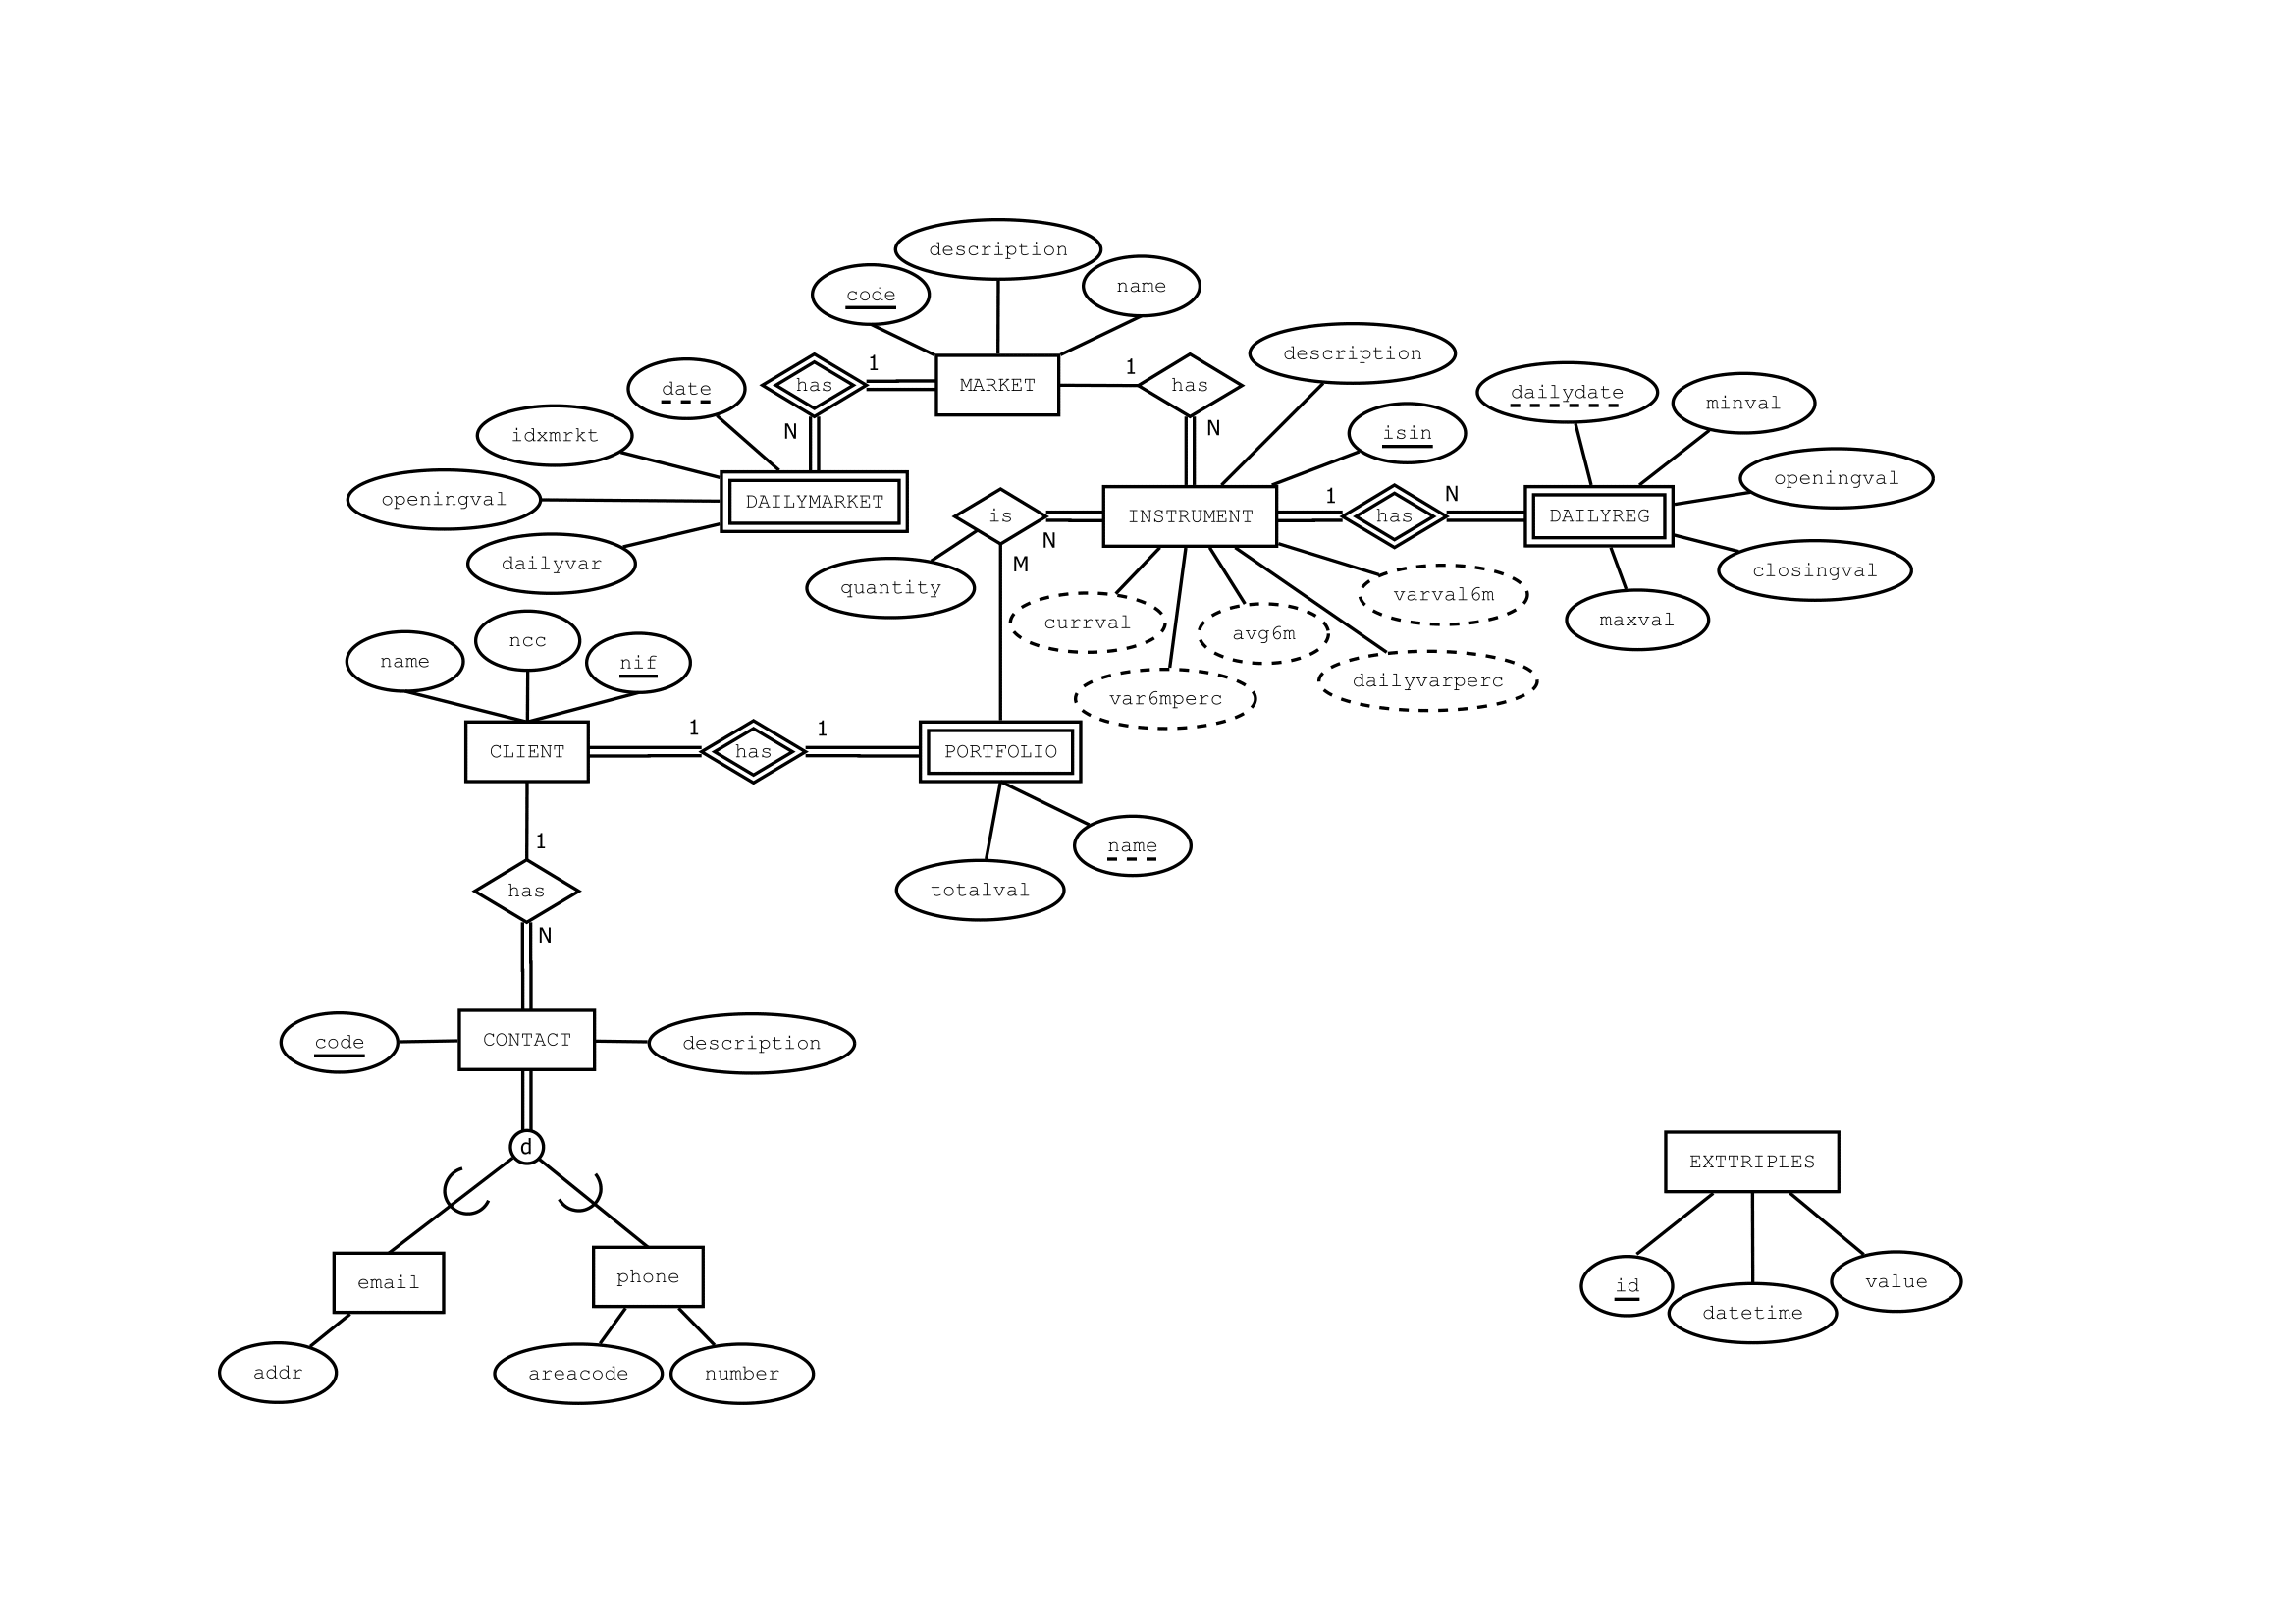 description
code
name
description
1
has
MARKET
1
has
date
dailydate
minval
N
N
isin
idxmrkt
openingval
openingval
DAILYMARKET
is
INSTRUMENT
1
has
N
DAILYREG
N
M
dailyvar
closingval
quantity
varval6m
currval
avg6m
maxval
name
ncc
nif
var6mperc
dailyvarperc
CLIENT
1
has
1
PORTFOLIO
1
name
has
totalval
N
code
CONTACT
description
d
EXTTRIPLES
email
phone
id
datetime
value
addr
areacode
number